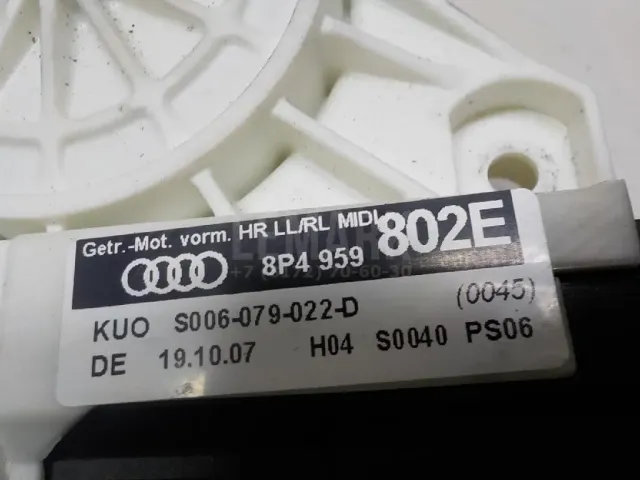 Getr.-Mot. vorm. HR LL/RL MIDI
8P4 959 802E
KUO S006-079-022-D (0045)
DE 19.10.07 H04 S0040 PS06